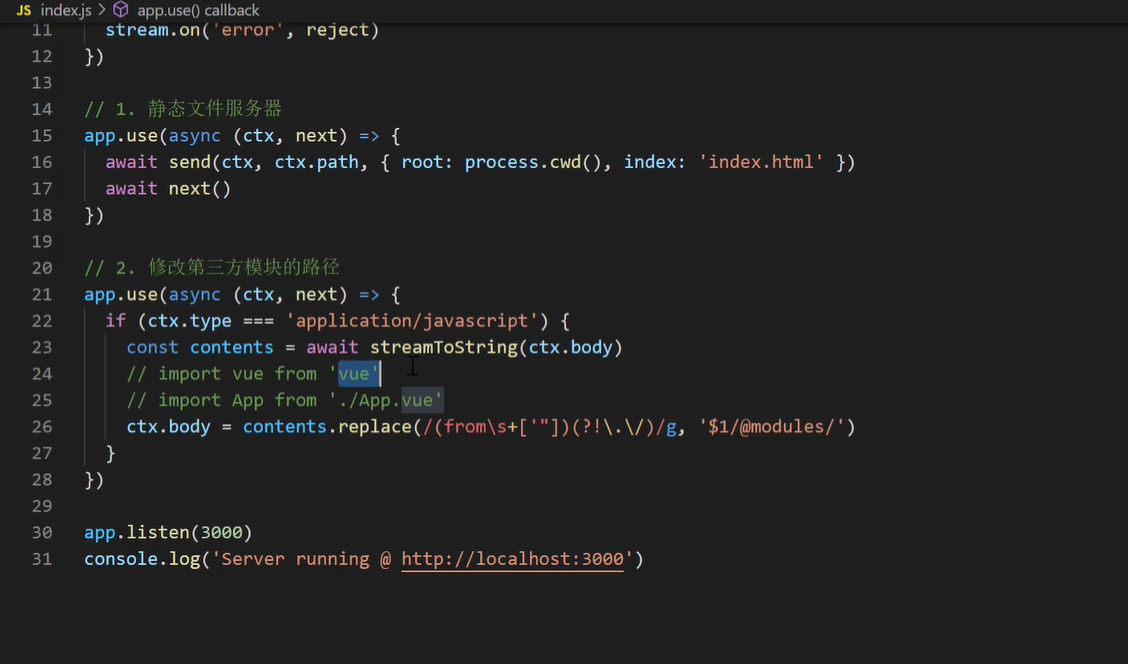 JS index.js > app.use() callback
11 stream.on('error', reject)
12 })
13
14 // 1. 静态文件服务器
15 app.use(async (ctx, next) => {
16 await send(ctx, ctx.path, { root: process.cwd(), index: 'index.html' })
17 await next()
18 })
19
20 // 2. 修改第三方模块的路径
21 app.use(async (ctx, next) => {
22 if (ctx.type === 'application/javascript') {
23 const contents = await streamToString(ctx.body)
24 // import vue from 'vue'
25 // import App from './App.vue'
26 ctx.body = contents.replace(/(from\s+['"])(?!\.\/)/g, '$1/@modules/')
27 }
28 })
29
30 app.listen(3000)
31 console.log('Server running @ http://localhost:3000')